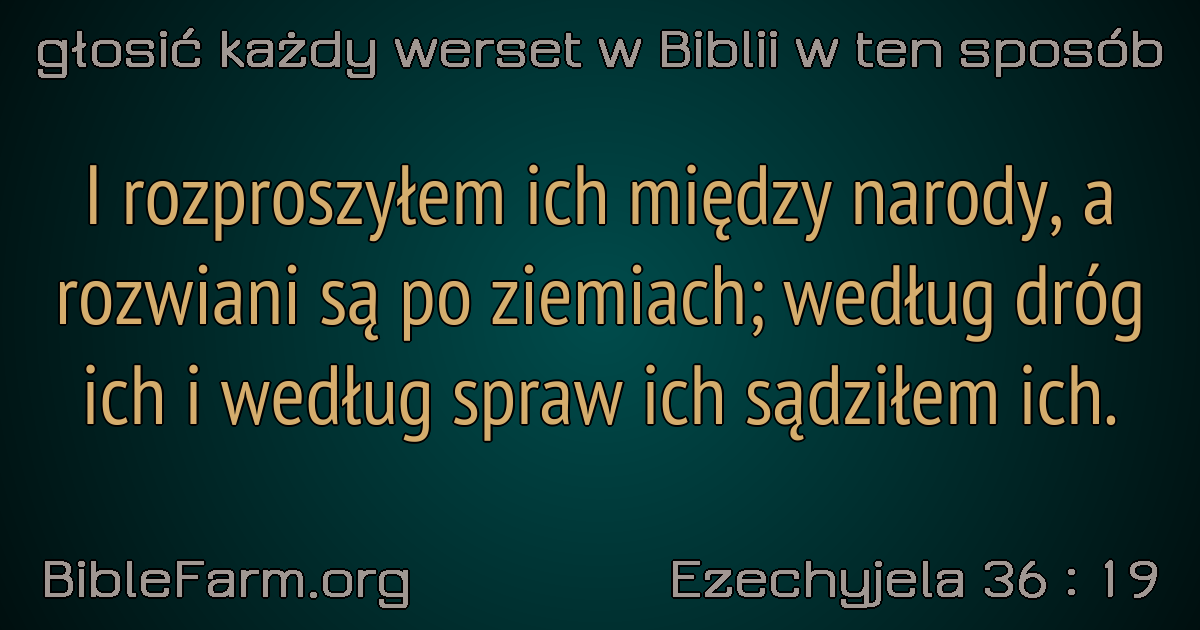 głosić każdy werset w Biblii w ten sposób
I rozproszyłem ich między narody, a
rozwiani są po ziemiach; według dróg
ich i według spraw ich sądziłem ich.
BibleFarm.org
Ezechyjela 36 : 19